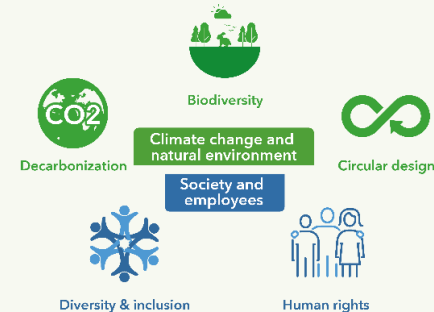 Biodiversity
CO2
Climate change and
natural environment
Decarbonization
Circular design
Society and
employees
Diversity & inclusion
Human rights